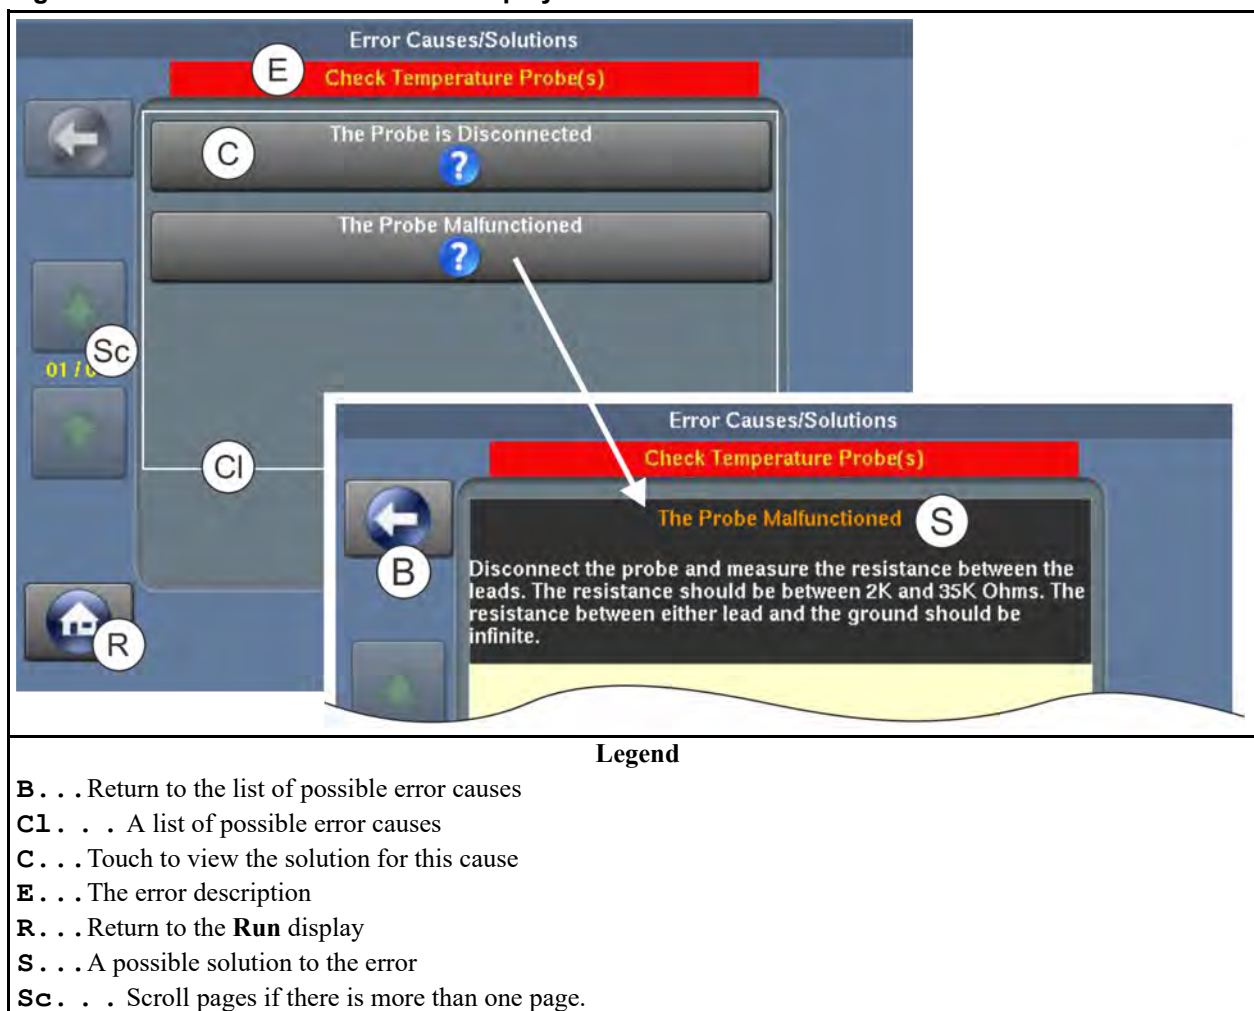 Error Causes/Solutions
E
Check Temperature Probe(s)
C
The Probe is Disconnected
?
The Probe Malfunctioned
?
Sc
01 /
Cl
R
Error Causes/Solutions
Check Temperature Probe(s)
The Probe Malfunctioned
S
B
Disconnect the probe and measure the resistance between the
leads. The resistance should be between 2K and 35K Ohms. The
resistance between either lead and the ground should be
infinite.
Legend
B...Return to the list of possible error causes
Cl. . . A list of possible error causes
C...Touch to view the solution for this cause
E...The error description
R...Return to the Run display
S...A possible solution to the error
Sc. . . Scroll pages if there is more than one page.